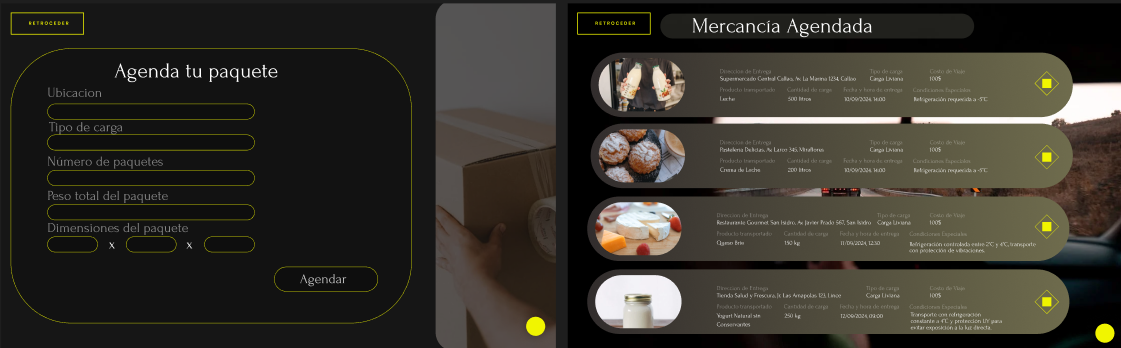 RETROCEDER
Agenda tu paquete
Ubicacion
Tipo de carga
Número de paquetes
Peso total del paquete
Dimensiones del paquete
x x
Agendar
RETROCEDER
Mercancía Agendada
Direccion de Entrega Tipo de carga Costo de Viaje
Supermercado Central Callao, Av. La Marina 1234, Callao Carga Liviana 100$
Producto transportado Cantidad de carga Fecha y hora de entrega Condiciones Especiales
Leche 500 litros 10/09/2024, 14:00 Refrigeración requerida a -5°C
Direccion de Entrega Tipo de carga Costo de Viaje
Pastelería Delicias, Av. Larco 345, Miraflores Carga Liviana 100$
Producto transportado Cantidad de carga Fecha y hora de entrega Condiciones Especiales
Crema de Leche 200 litros 10/09/2024, 14:00 Refrigeración requerida a -5°C
Direccion de Entrega Tipo de carga Costo de Viaje
Restaurante Gourmet San Isidro, Av. Javier Prado 567, San Isidro Carga Liviana 100$
Producto transportado Cantidad de carga Fecha y hora de entrega Condiciones Especiales
Queso Brie 150 kg 11/09/2024, 12:30 Refrigeración controlada entre 2°C y 4°C, transporte
con protección de vibraciones.
Direccion de Entrega Tipo de carga Costo de Viaje
Tienda Salud y Frescura, Jr. Las Amapolas 123, Lince Carga Liviana 100$
Producto transportado Cantidad de carga Fecha y hora de entrega Condiciones Especiales
Yogurt Natural sin 250 kg 12/09/2024, 09:00 Transporte con refrigeracion
Conservantes constante a 4°C y protección UV para
evitar exposición a la luz directa.